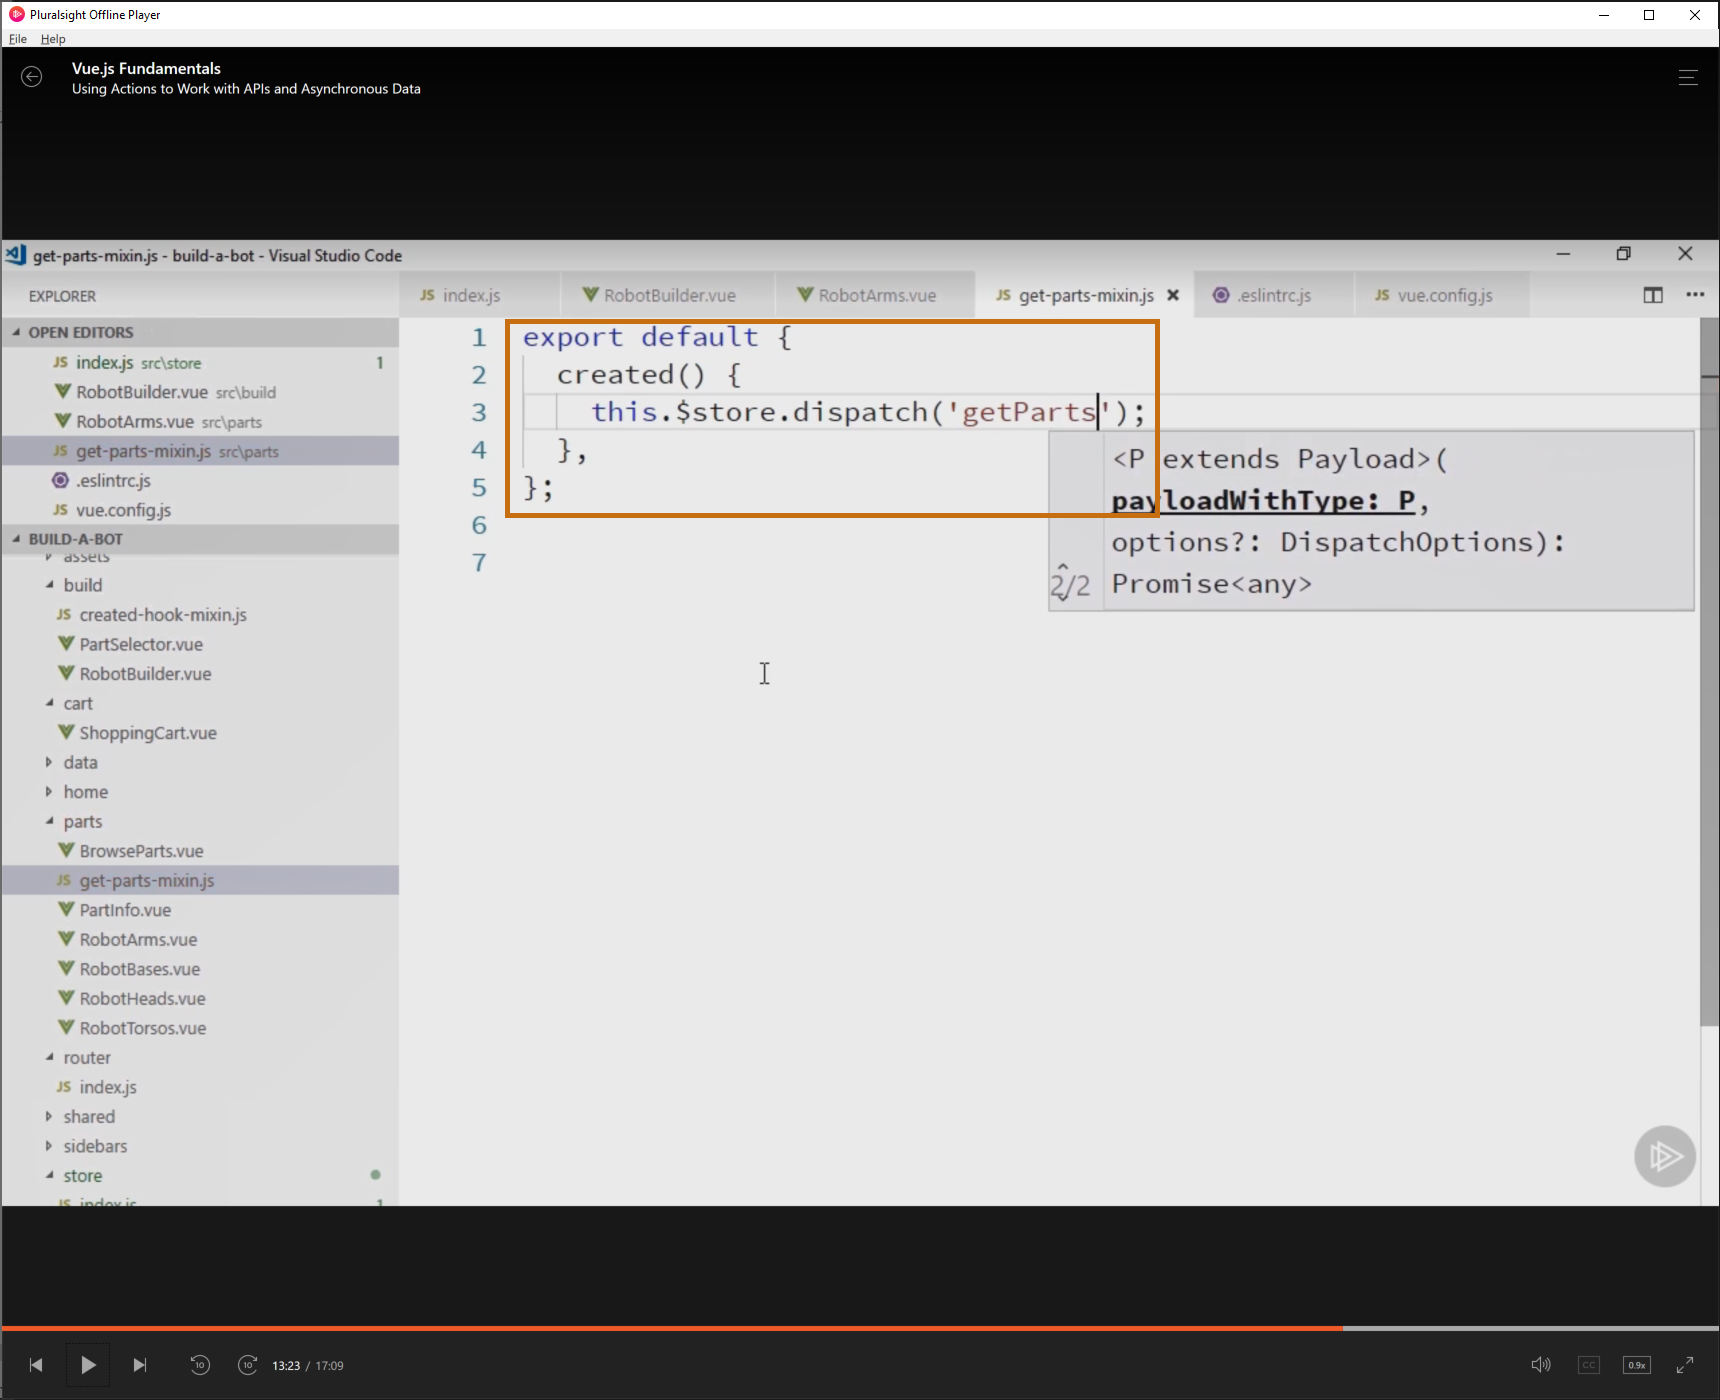 Pluralsight Offline Player
File Help
Vue.js Fundamentals
Using Actions to Work with APIs and Asynchronous Data
get-parts-mixin.js - build-a-bot - Visual Studio Code
EXPLORER
JS index.js
RobotBuilder.vue
RobotArms.vue
JS get-parts-mixin.js
.eslintrc.js
JS vue.config.js
OPEN EDITORS
JS index.js src\store 1
RobotBuilder.vue src\build
RobotArms.vue src\parts
JS get-parts-mixin.js src\parts
.eslintrc.js
JS vue.config.js
BUILD-A-BOT
assets
build
JS created-hook-mixin.js
PartSelector.vue
RobotBuilder.vue
cart
ShoppingCart.vue
data
home
parts
BrowseParts.vue
JS get-parts-mixin.js
PartInfo.vue
RobotArms.vue
RobotBases.vue
RobotHeads.vue
RobotTorsos.vue
router
JS index.js
shared
sidebars
store
JS index.js 1
1 export default {
2 created() {
3 this.$store.dispatch('getParts');
4 },
5 };
6
7
<P extends Payload>(
payloadWithType: P,
options?: DispatchOptions):
2/2 Promise<any>
10 10 13:23 / 17:09 CC 0.9x